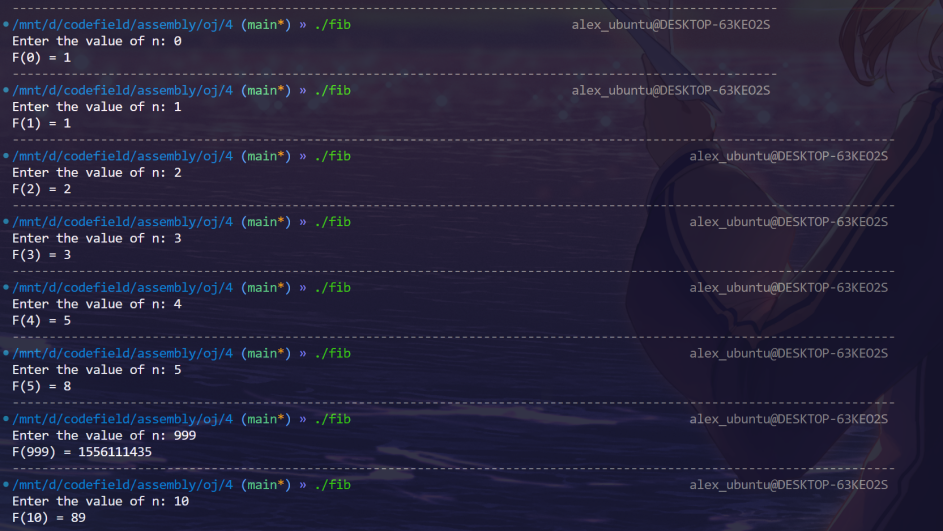 /mnt/d/codefield/assembly/oj/4 (main*) » ./fib alex_ubuntu@DESKTOP-63KEO2S
Enter the value of n: 0
F(0) = 1
/mnt/d/codefield/assembly/oj/4 (main*) » ./fib alex_ubuntu@DESKTOP-63KEO2S
Enter the value of n: 1
F(1) = 1
/mnt/d/codefield/assembly/oj/4 (main*) » ./fib alex_ubuntu@DESKTOP-63KEO2S
Enter the value of n: 2
F(2) = 2
/mnt/d/codefield/assembly/oj/4 (main*) » ./fib alex_ubuntu@DESKTOP-63KEO2S
Enter the value of n: 3
F(3) = 3
/mnt/d/codefield/assembly/oj/4 (main*) » ./fib alex_ubuntu@DESKTOP-63KEO2S
Enter the value of n: 4
F(4) = 5
/mnt/d/codefield/assembly/oj/4 (main*) » ./fib alex_ubuntu@DESKTOP-63KEO2S
Enter the value of n: 5
F(5) = 8
/mnt/d/codefield/assembly/oj/4 (main*) » ./fib alex_ubuntu@DESKTOP-63KEO2S
Enter the value of n: 999
F(999) = 1556111435
/mnt/d/codefield/assembly/oj/4 (main*) » ./fib alex_ubuntu@DESKTOP-63KEO2S
Enter the value of n: 10
F(10) = 89